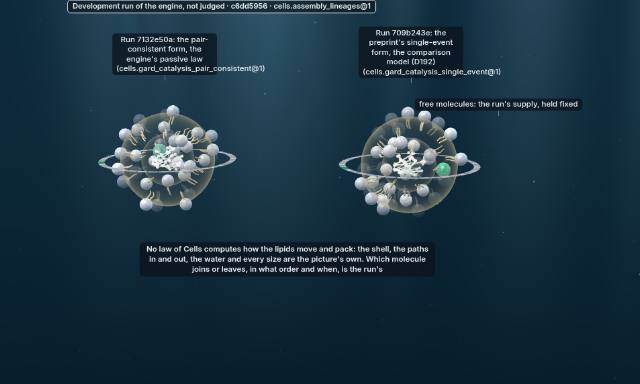 Development run of the engine, not judged · c6dd5956 · cells.assembly_lineages@1
Run 7132e50a: the pair-
consistent form, the
engine's passive law
(cells.gard_catalysis_pair_consistent@1)
Run 709b243e: the
preprint's single-event
form, the comparison
model (D192)
(cells.gard_catalysis_single_event@1)
free molecules: the run's supply, held fixed
No law of Cells computes how the lipids move and pack: the shell, the paths
in and out, the water and every size are the picture's own. Which molecule
joins or leaves, in what order and when, is the run's